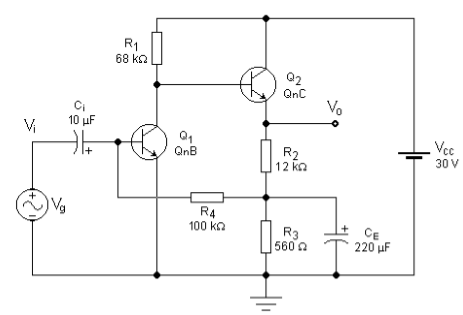 R1
68 kΩ
Q2
QnC
Vo
Ci
10 µF
Vi
+
Q1
QnB
R2
12 kΩ
Vcc
30 V
+
−
Vg
R4
100 kΩ
R3
560 Ω
+
CE
220 µF